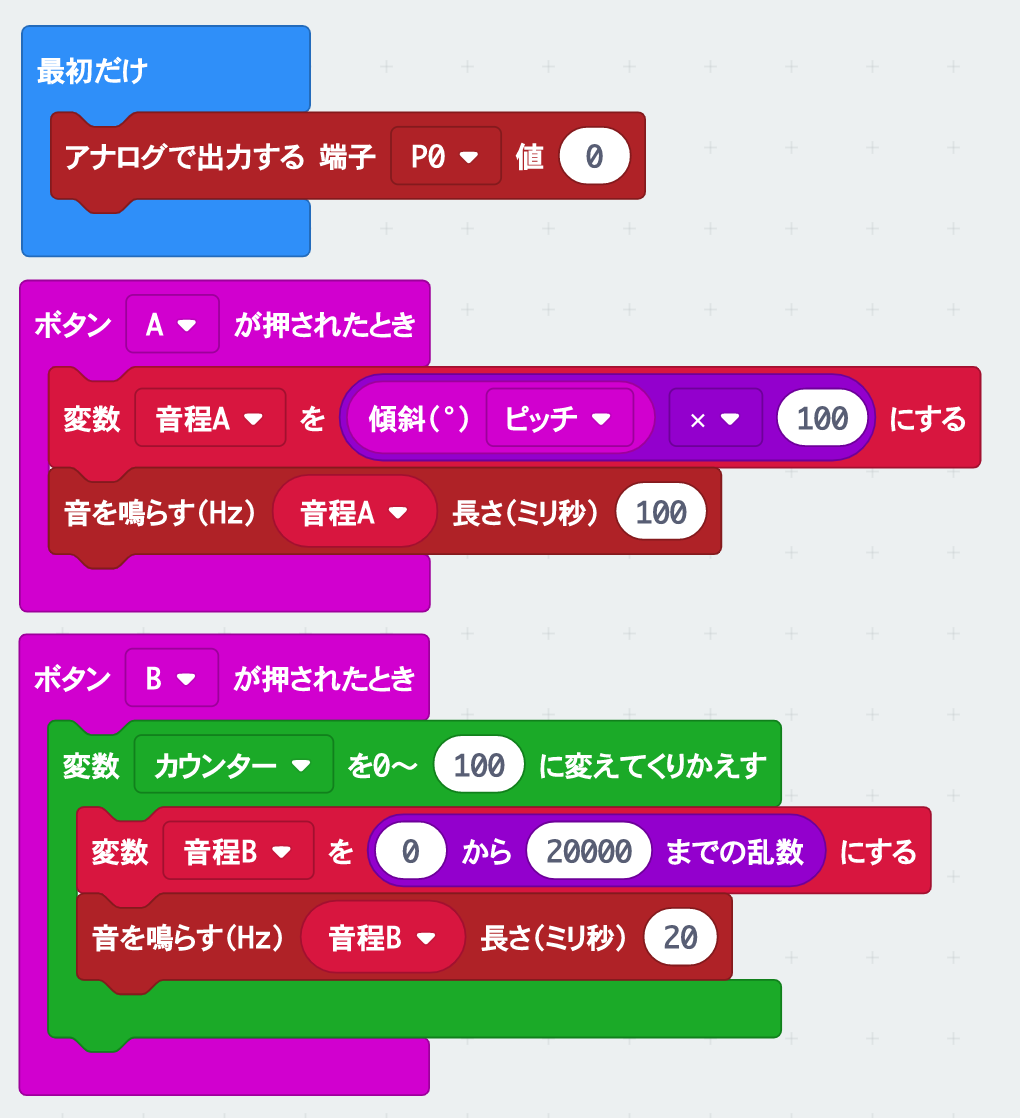 最初だけ
アナログで出力する 端子 P0 値 0
ボタン A が押されたとき
変数 音程A を 傾斜(°) ピッチ × 100 にする
音を鳴らす(Hz) 音程A 長さ(ミリ秒) 100
ボタン B が押されたとき
変数 カウンター を0～ 100 に変えてくりかえす
変数 音程B を 0 から 20000 までの乱数 にする
音を鳴らす(Hz) 音程B 長さ(ミリ秒) 20